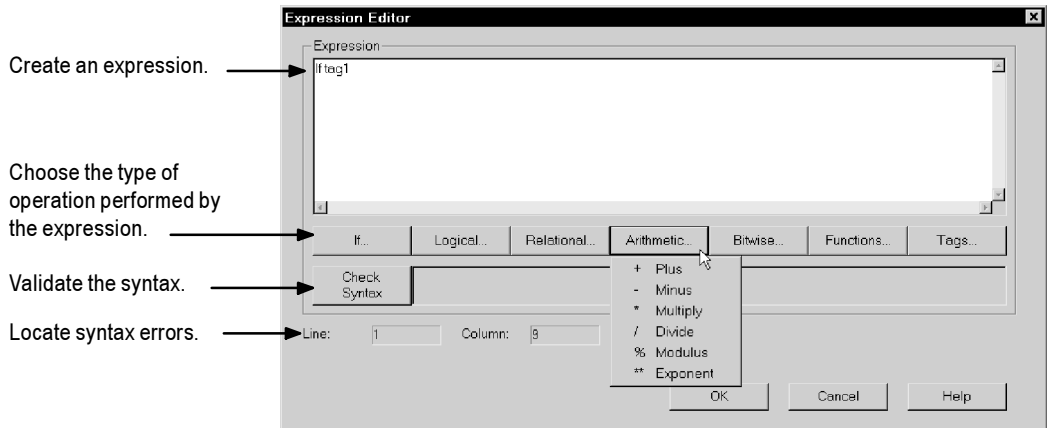 Expression Editor
x
Expression
Create an expression.
If tag1
Choose the type of
operation performed by
the expression.
If... Logical... Relational... Arithmetic... Bitwise... Functions... Tags...
+ Plus
- Minus
* Multiply
/ Divide
% Modulus
** Exponent
Validate the syntax.
Check
Syntax
Locate syntax errors.
Line: 1 Column: 9
OK Cancel Help